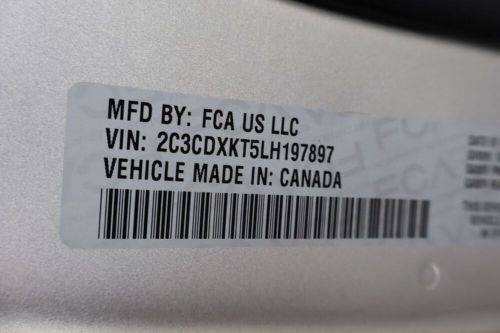 MFD BY: FCA US LLC
VIN: 2C3CDXKT5LH197897
VEHICLE MADE IN: CANADA